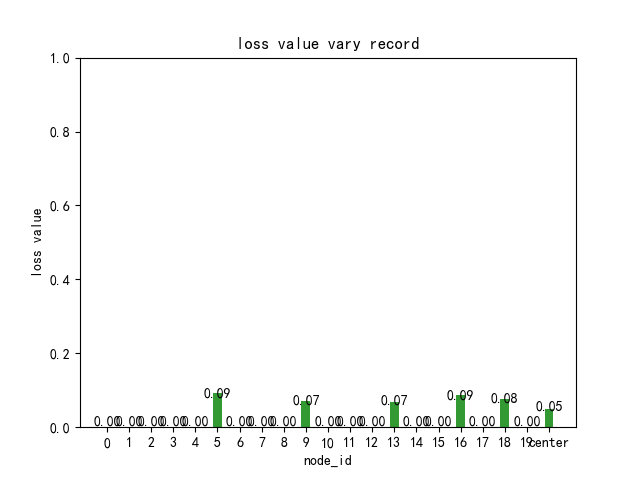 loss value vary record
1.0
0.8
0.6
0.4
0.2
0.0
loss value
0.00 0.00 0.00 0.00 0.00 0.09 0.00 0.00 0.00 0.07 0.00 0.00 0.00 0.07 0.00 0.00 0.09 0.00 0.08 0.00 0.05
0 1 2 3 4 5 6 7 8 9 10 11 12 13 14 15 16 17 18 19 center
node_id